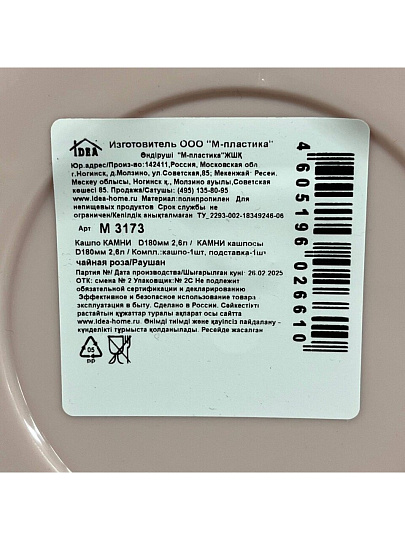 IDEA
Изготовитель ООО "М-пластика"
Өндіруші "М-пластика"ЖШҚ
Юр.адрес/Произ-во:142411,Россия, Московская обл
г.Ногинск, д.Молзино, ул.Советская,85; Мекенжай: Ресей.
Мәскеу облысы, Ногинск қ., Молзино ауылы,Советская
көшесі 85. Продажа/Сатушы: (495) 135-80-95
www.idea-home.ru Материал:полипропилен Для
непищевых продуктов Срок службы не
ограничен/Кепілдік анықталмаған ТУ_2293-002-18349246-06
Арт М 3173
Кашпо КАМНИ D180мм 2,6л / КАМНИ кашпосы
D180мм 2,6л./ Компл.:кашпо-1шт, подставка-1шт
чайная роза/Раушан
Партия №/ Дата производства/Шығарылған күні: 26.02 2025
ОТК: смена № 2 Упаковщик:№ 2С Не подлежит
обязательной сертификации и декларированию
Эффективное и безопасное использование товара
эксплуатация в быту. Сделано в России. Сәйкестікті
растайтын құжаттар туралы ақпарат осы сайтта
www.idea-home.ru. Өнімді тиімді және қауіпсіз пайдалану -
күнделікті тұрмыста қолданылады. Ресейде жасалған
05
PP
4 605196 026610